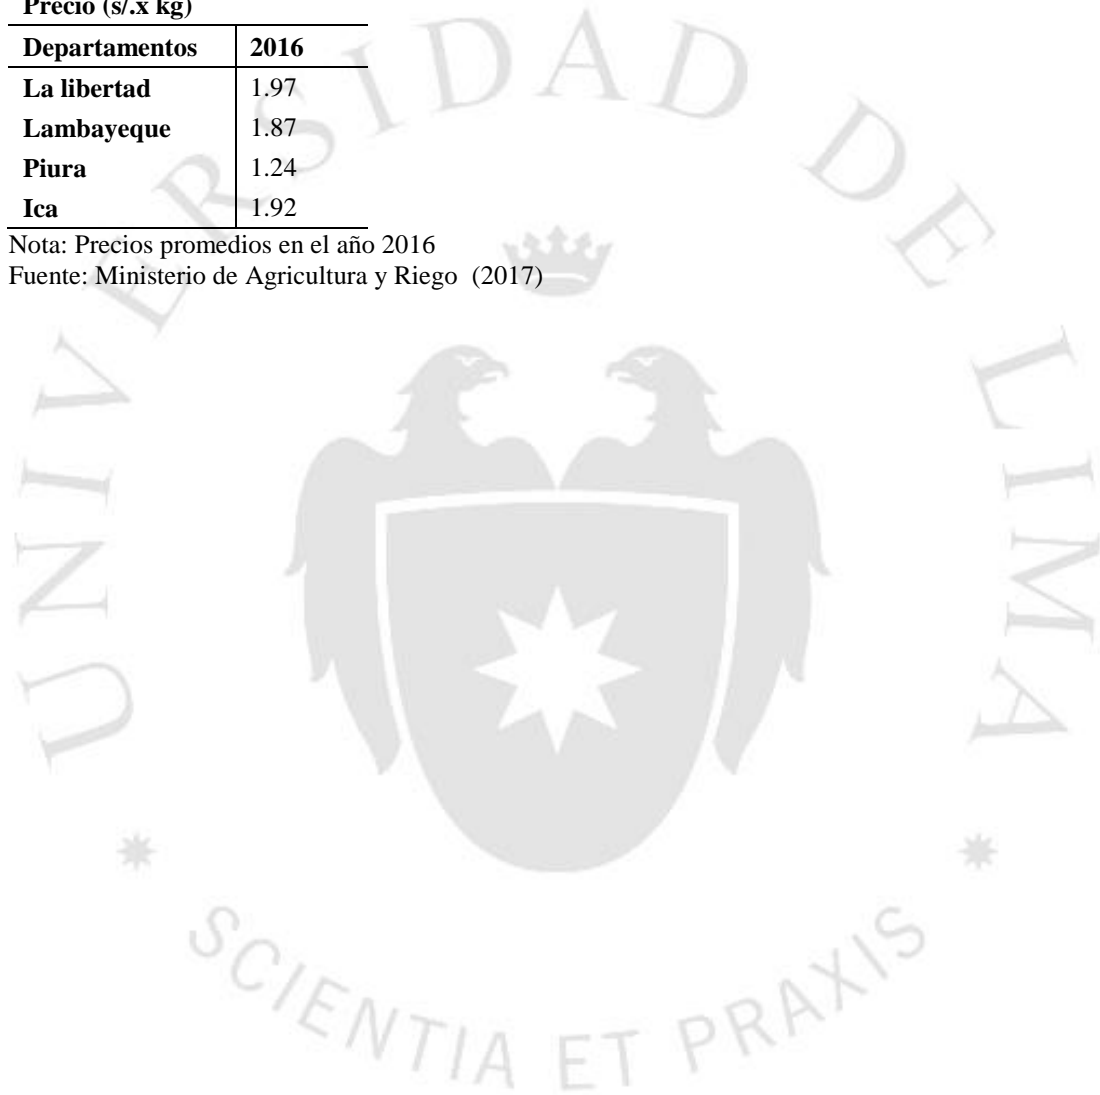 Precio (s/.x kg)
Departamentos 2016
La libertad 1.97
Lambayeque 1.87
Piura 1.24
Ica 1.92
Nota: Precios promedios en el año 2016
Fuente: Ministerio de Agricultura y Riego (2017)
UNIVERSIDAD DE LIMA
SCIENTIA ET PRAXIS